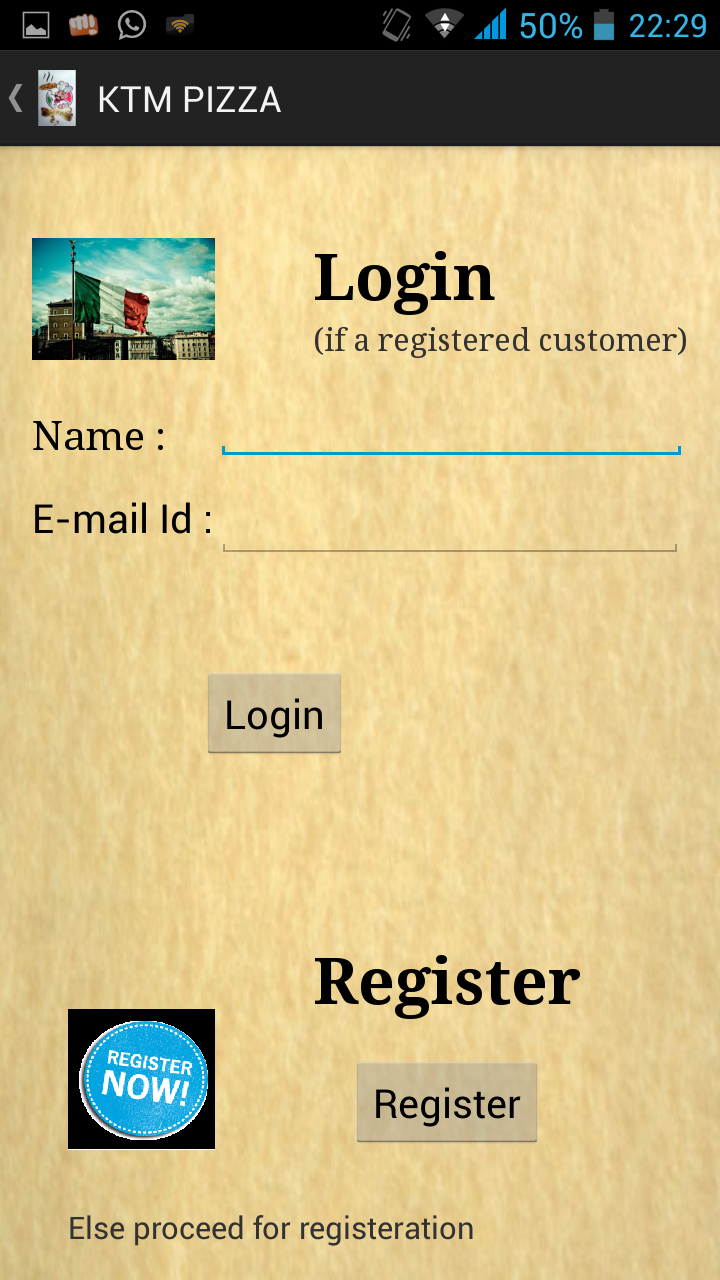 50% 22:29
KTM PIZZA
Login
(if a registered customer)
Name :
E-mail Id :
Login
Register
REGISTER
NOW!
Register
Else proceed for registeration